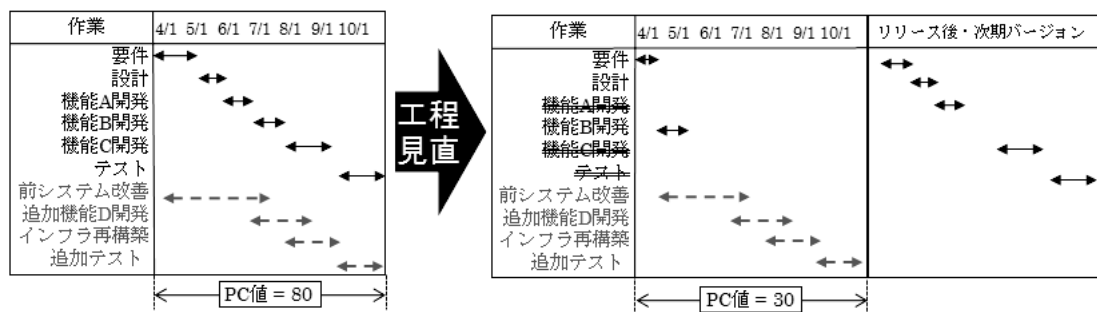 作業
4/1 5/1 6/1 7/1 8/1 9/1 10/1
要件
設計
機能A開発
機能B開発
機能C開発
テスト
前システム改善
追加機能D開発
インフラ再構築
追加テスト
PC値 = 80
工程
見直
作業
4/1 5/1 6/1 7/1 8/1 9/1 10/1
リリース後・次期バージョン
要件
設計
機能A開発
機能B開発
機能C開発
テスト
前システム改善
追加機能D開発
インフラ再構築
追加テスト
PC値 = 30